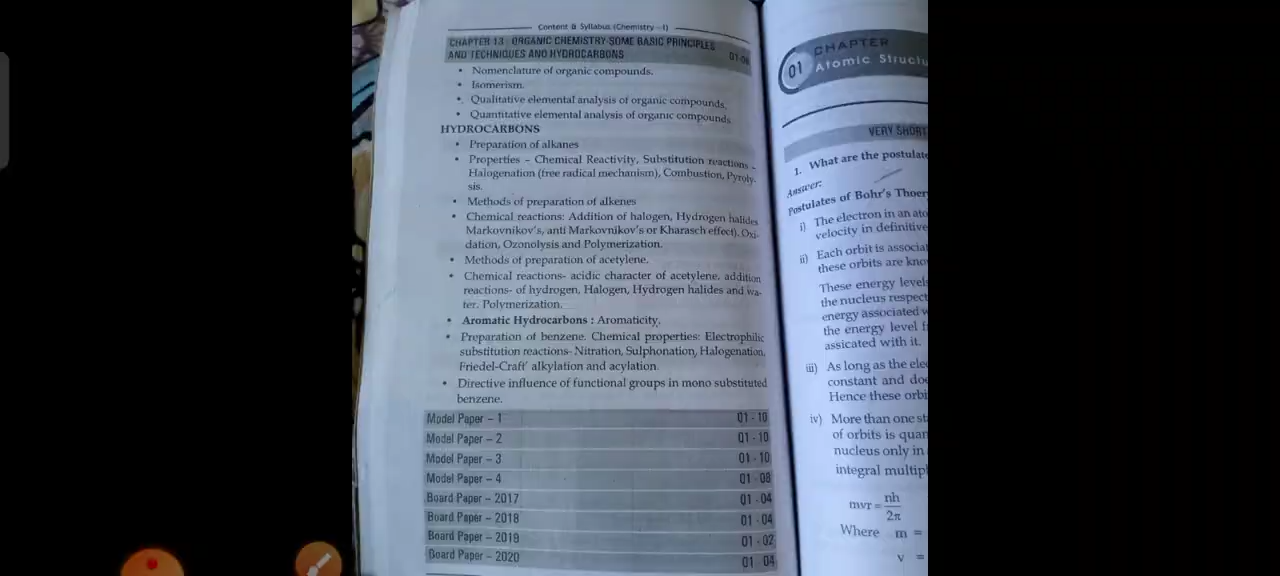 Content & Syllabus (Chemistry - I)
CHAPTER 13 : ORGANIC CHEMISTRY-SOME BASIC PRINCIPLES
AND TECHNIQUES AND HYDROCARBONS 01-
• Nomenclature of organic compounds.
• Isomerism.
• Qualitative elemental analysis of organic compounds.
• Quantitative elemental analysis of organic compounds
HYDROCARBONS
• Preparation of alkanes
• Properties – Chemical Reactivity, Substitution reactions -
Halogenation (free radical mechanism), Combustion, Pyroly-
sis.
• Methods of preparation of alkenes
• Chemical reactions: Addition of halogen, Hydrogen halides
Markovnikov's, anti Markovnikov's or Kharasch effect). Oxi-
dation, Ozonolysis and Polymerization.
• Methods of preparation of acetylene.
• Chemical reactions- acidic character of acetylene, addition
reactions- of hydrogen, Halogen, Hydrogen halides and wa-
ter. Polymerization.
• Aromatic Hydrocarbons : Aromaticity,
• Preparation of benzene. Chemical properties: Electrophilic
substitution reactions- Nitration, Sulphonation, Halogenation,
Friedel-Craft' alkylation and acylation.
• Directive influence of functional groups in mono substituted
benzene.
Model Paper – 1 01 - 10
Model Paper – 2 01 - 10
Model Paper – 3 01 - 10
Model Paper – 4 01 - 08
Board Paper – 2017 01 - 04
Board Paper – 2018 01 - 04
Board Paper – 2019 01 - 02
Board Paper – 2020 01 04
01 CHAPTER
Atomic Structu
VERY SHORT
1. What are the postulate
Answer:
Postulates of Bohr's Thoer
i) The electron in an ato
velocity in definitive
ii) Each orbit is associa
these orbits are kno
These energy levels
the nucleus respect
energy associated w
the energy level f
assicated with it.
iii) As long as the ele
constant and doe
Hence these orbi
iv) More than one st
of orbits is quan
nucleus only in
integral multipl
mvr = nh
2π
Where m =
v =